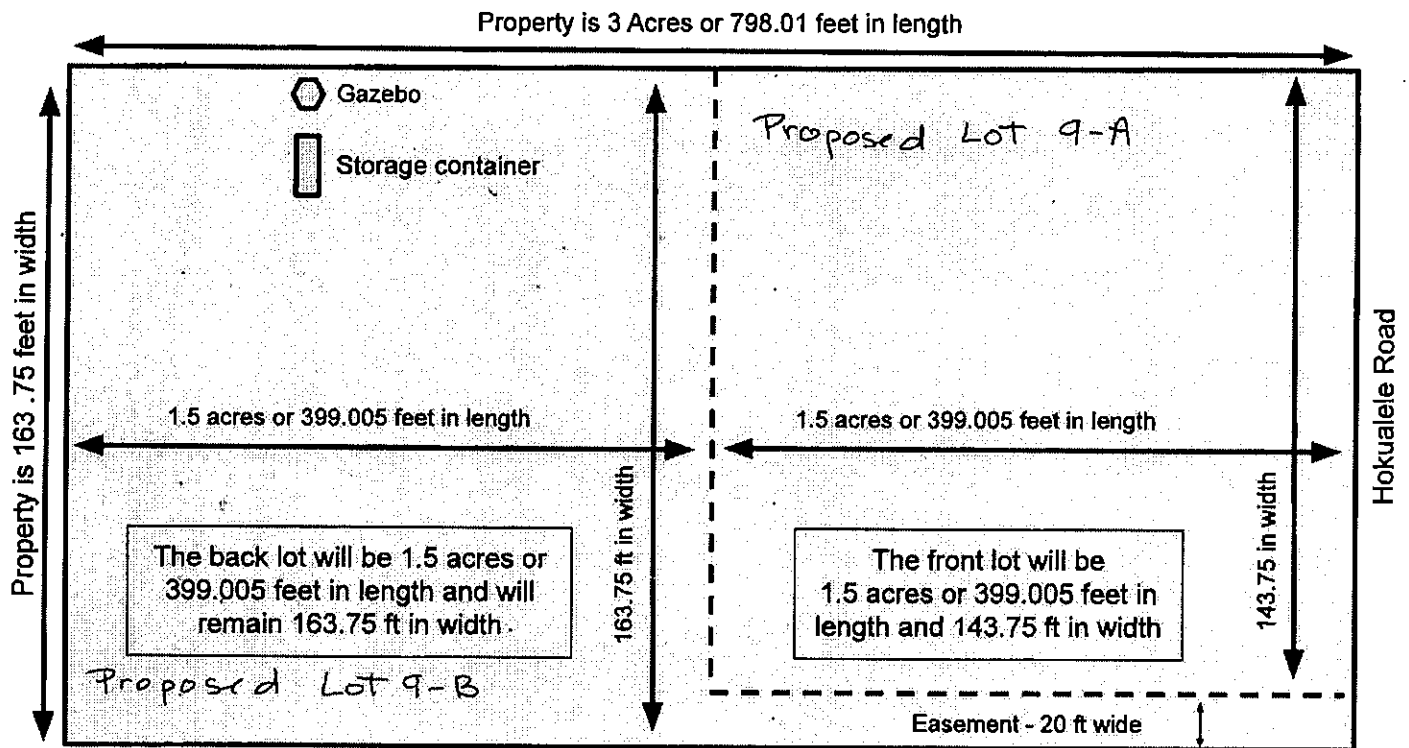 Property is 3 Acres or 798.01 feet in length
Gazebo
Storage container
Proposed Lot 9-A
Property is 163 .75 feet in width
Hokualele Road
1.5 acres or 399.005 feet in length
1.5 acres or 399.005 feet in length
163.75 ft in width
143.75 in width
The back lot will be 1.5 acres or
399.005 feet in length and will
remain 163.75 ft in width
The front lot will be
1.5 acres or 399.005 feet in
length and 143.75 ft in width
Proposed Lot 9-B
Easement - 20 ft wide